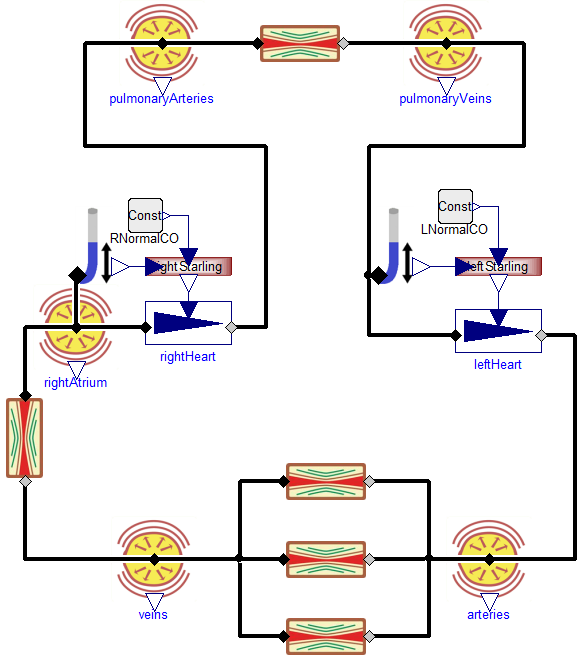 pulmonaryArteries
pulmonaryVeins
Const
RNormalCO
Const
LNormalCO
rightStarling
leftStarling
rightHeart
leftHeart
rightAtrium
veins
arteries